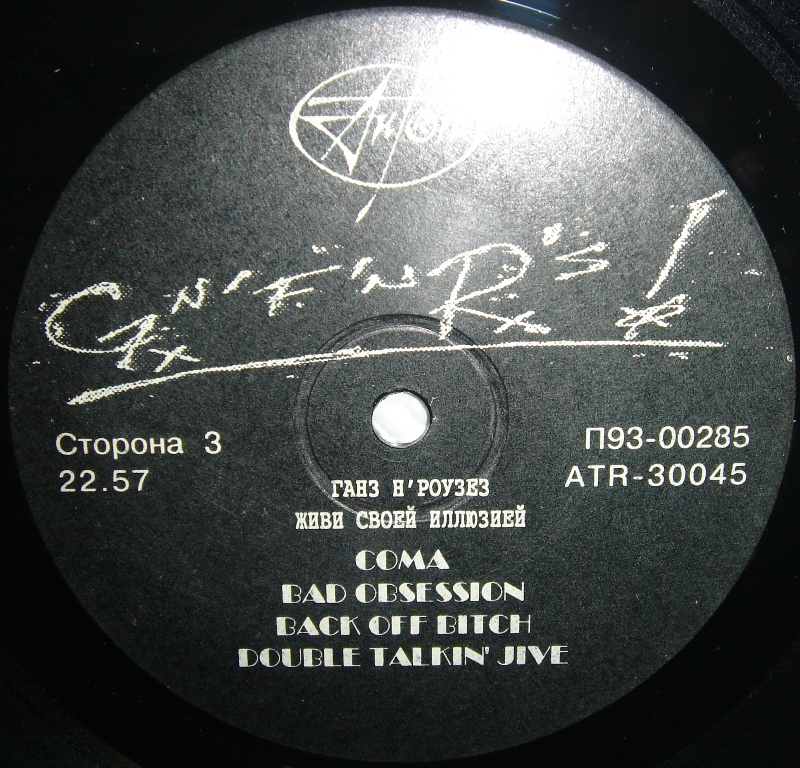 АнТроп
G N' F 'N R S !
Сторона 3
22.57
П93-00285
ATR-30045
ГАНЗ Н'РОУЗЕЗ
ЖИВИ СВОЕЙ ИЛЛЮЗИЕЙ
COMA
BAD OBSESSION
BACK OFF BITCH
DOUBLE TALKIN' JIVE